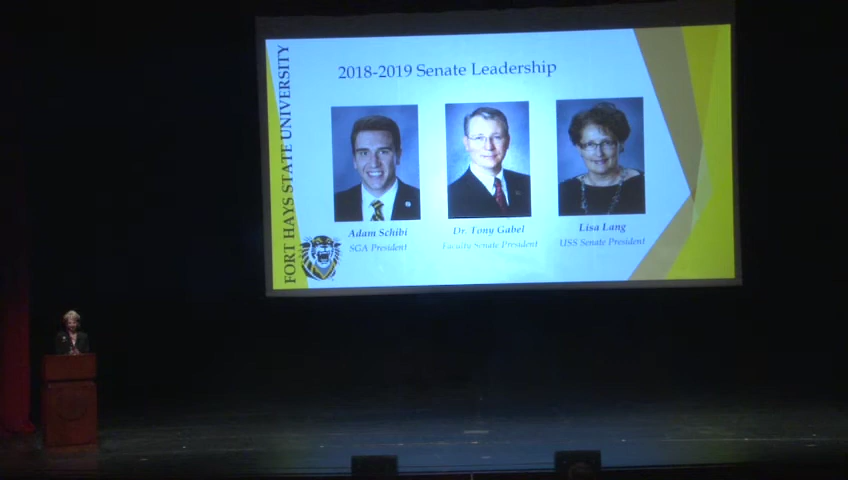 FORT HAYS STATE UNIVERSITY
2018-2019 Senate Leadership
Adam Schibi
SGA President
Dr. Tony Gabel
Faculty Senate President
Lisa Lang
USS Senate President